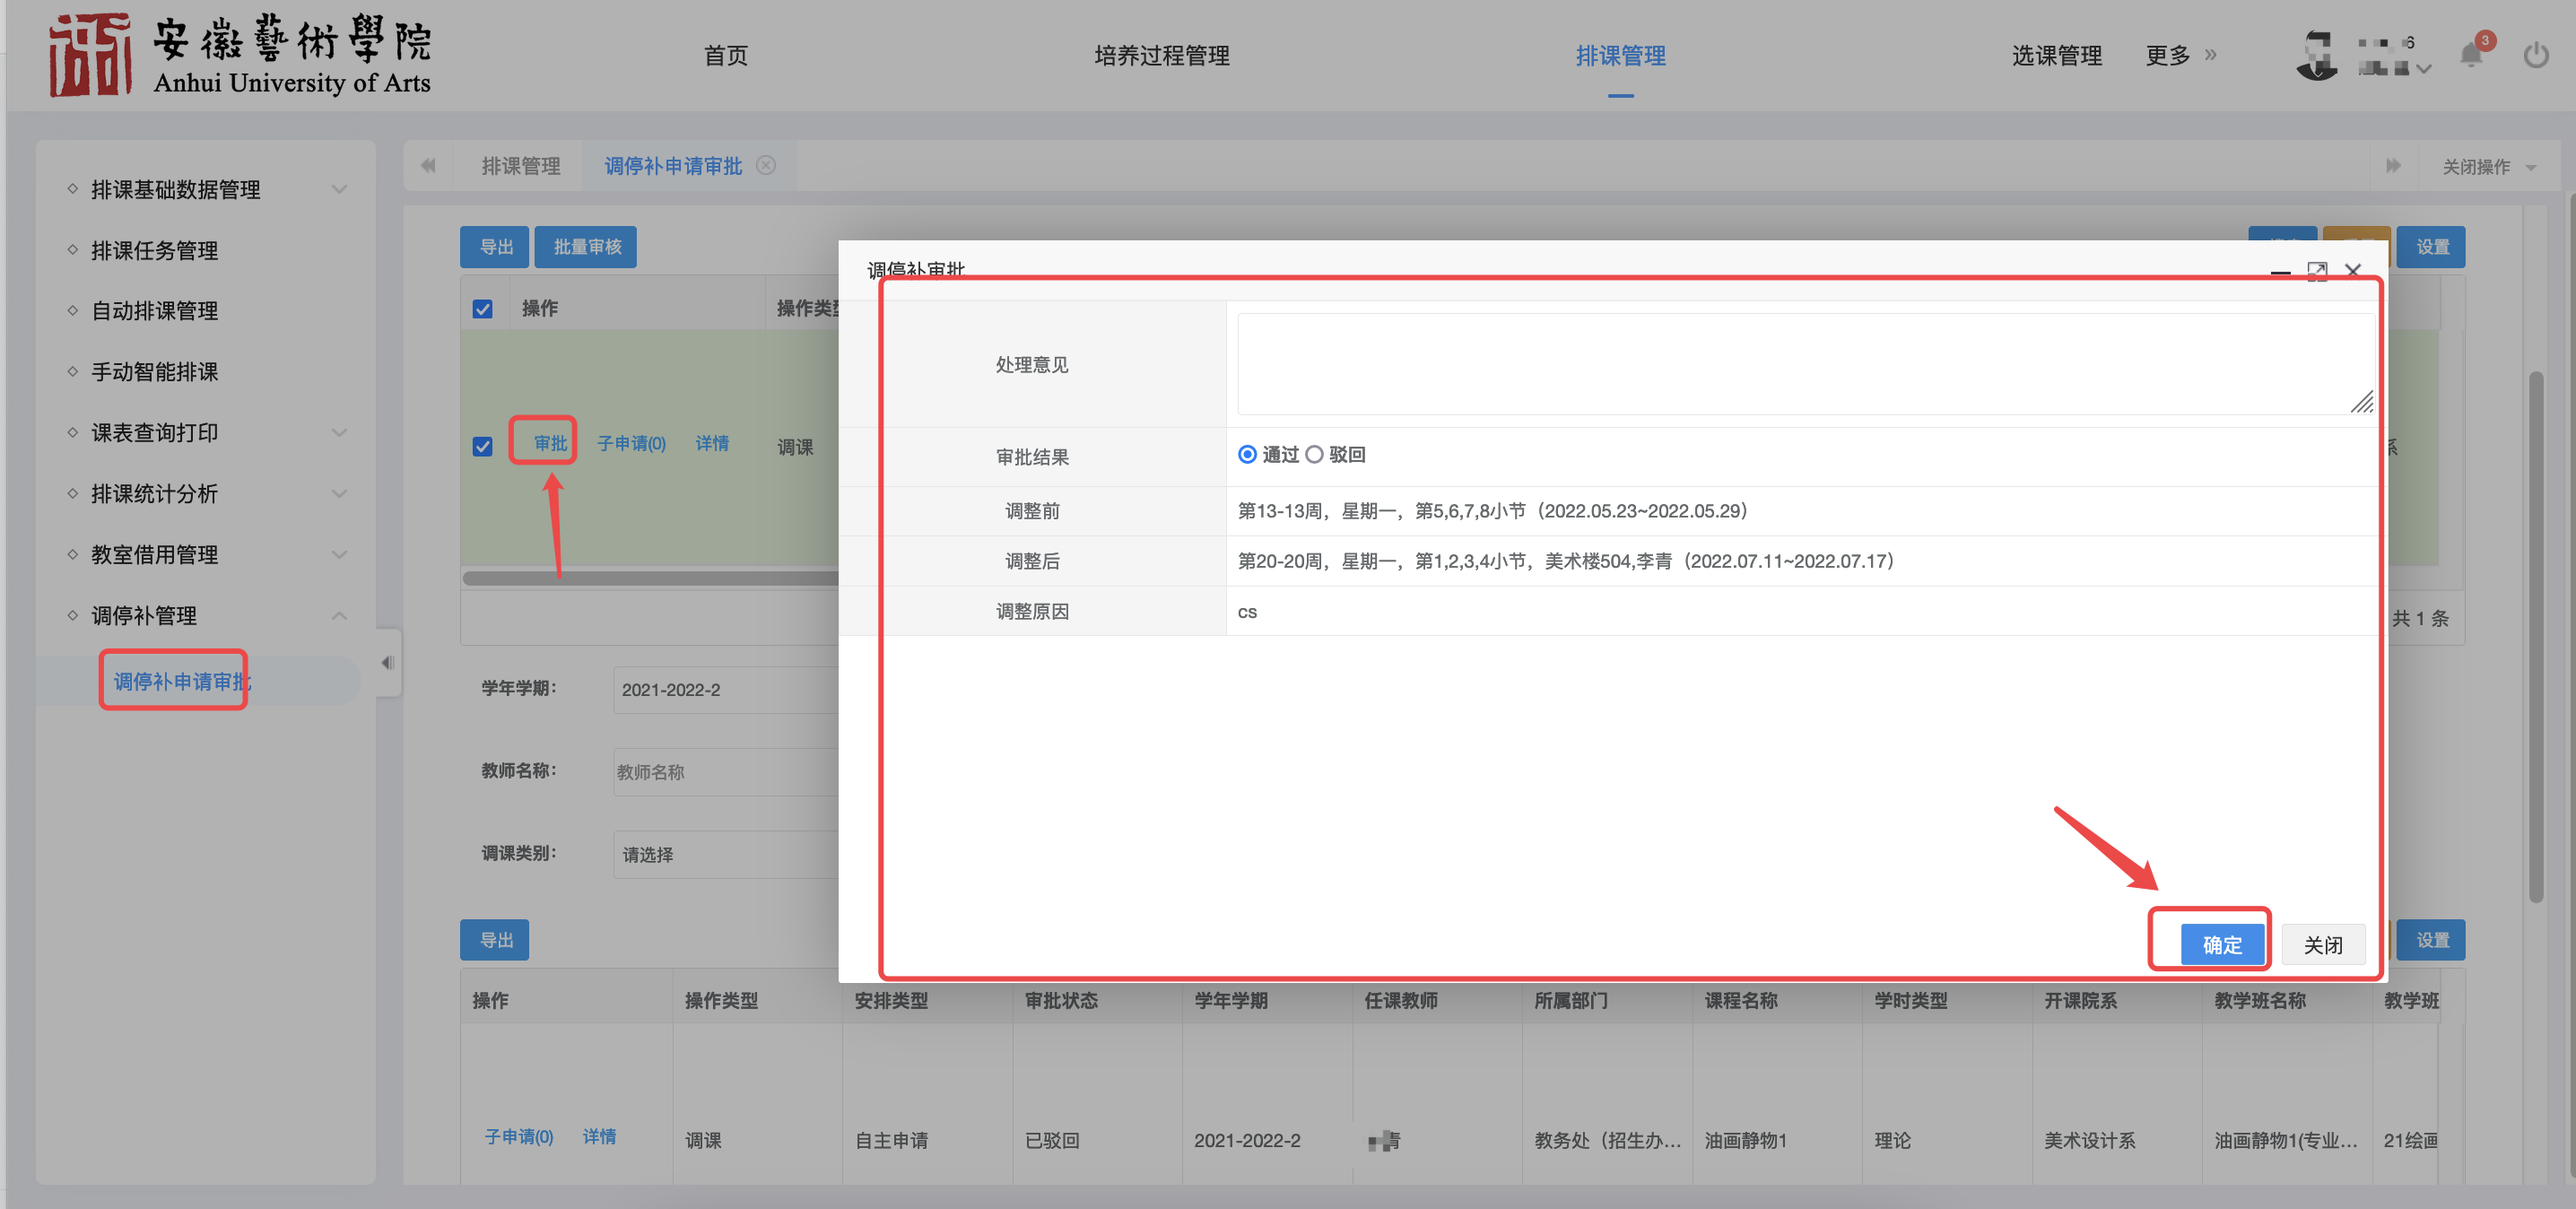 安徽藝術學院
Anhui University of Arts
首页
培养过程管理
排课管理
选课管理
更多
6
3
排课基础数据管理
排课任务管理
自动排课管理
手动智能排课
课表查询打印
排课统计分析
教室借用管理
调停补管理
调停补申请审批
排课管理
调停补申请审批
关闭操作
导出
批量审核
设置
操作
操作类型
审批
子申请(0)
详情
调课
系
共 1 条
学年学期：
2021-2022-2
教师名称：
教师名称
调课类别：
请选择
调停补审批
处理意见
审批结果
通过
驳回
调整前
第13-13周，星期一，第5,6,7,8小节（2022.05.23~2022.05.29）
调整后
第20-20周，星期一，第1,2,3,4小节，美术楼504,李青（2022.07.11~2022.07.17）
调整原因
cs
确定
关闭
导出
设置
操作
操作类型
安排类型
审批状态
学年学期
任课教师
所属部门
课程名称
学时类型
开课院系
教学班名称
教学班
子申请(0)
详情
调课
自主申请
已驳回
2021-2022-2
青
教务处（招生办...
油画静物1
理论
美术设计系
油画静物1(专业...
21绘画